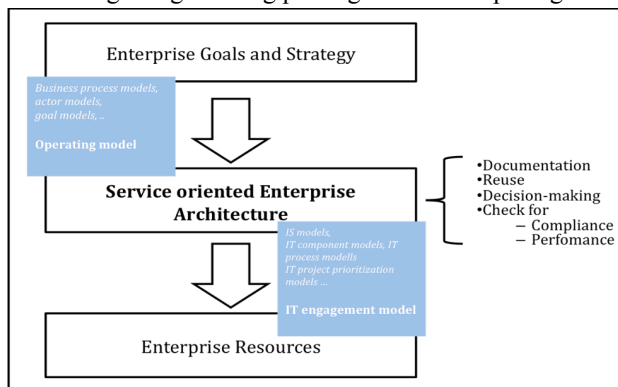 Enterprise Goals and Strategy
Business process models,
actor models,
goal models, ..
Operating model
Service oriented Enterprise
Architecture
•Documentation
•Reuse
•Decision-making
•Check for
– Compliance
– Perfomance
IS models,
IT component models, IT
process modells
IT project prioritization
models ...
IT engagement model
Enterprise Resources